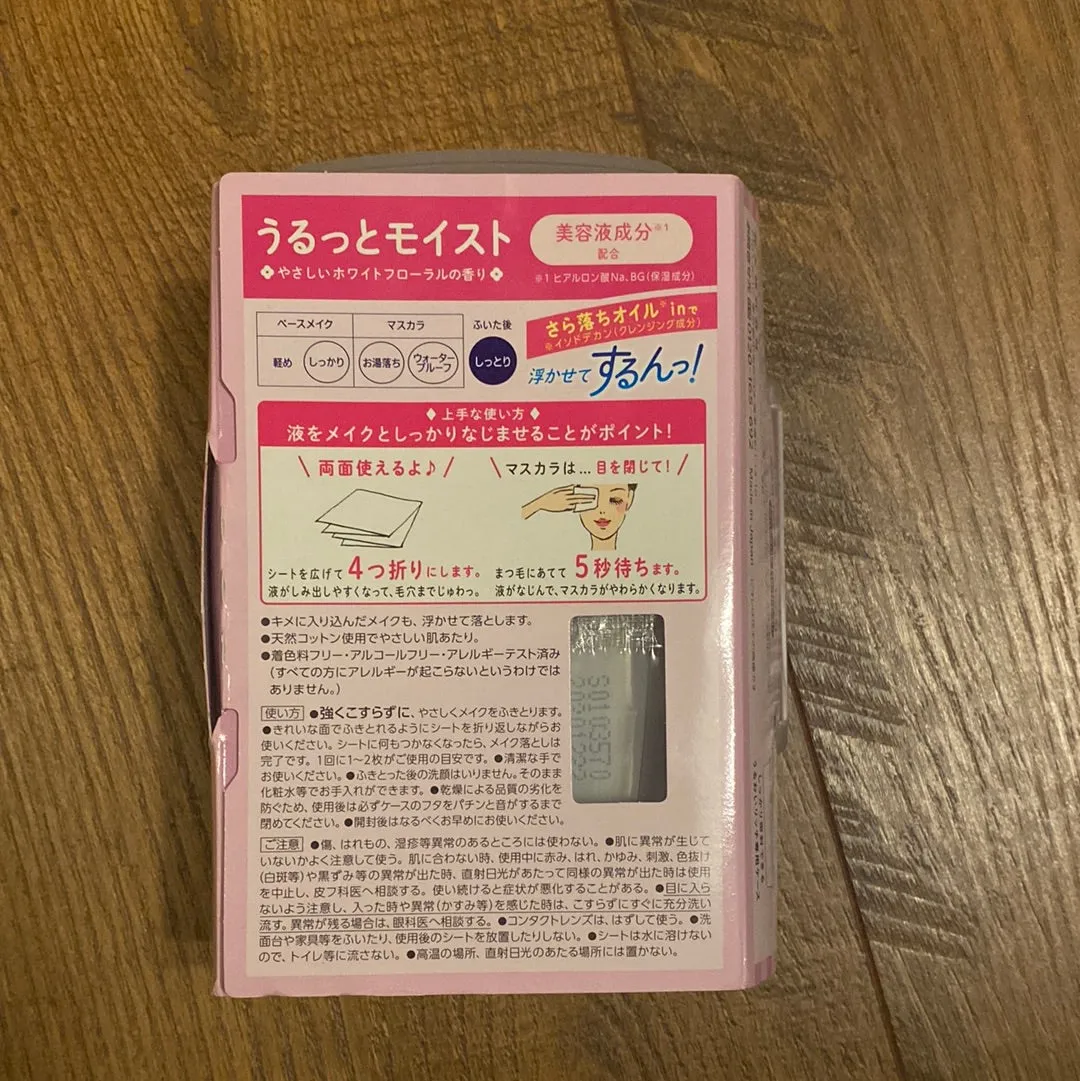 うるっとモイスト
やさしいホワイトフローラルの香り
美容液成分※1
配合
※1 ヒアルロン酸Na、BG(保湿成分)
ベースメイク マスカラ ふいた後
軽め しっかり お湯落ち ウォータープルーフ しっとり
さら落ちオイル※inで
※イソドデカン(クレンジング成分)
浮かせてするんっ!
◆上手な使い方◆
液をメイクとしっかりなじませることがポイント!
\両面使えるよ♪/
シートを広げて4つ折りにします。
液がしみ出しやすくなって、毛穴までじゅわっ。
\マスカラは…目を閉じて!/
まつ毛にあてて5秒待ちます。
液がなじんで、マスカラがやわらかくなります。
●キメに入り込んだメイクも、浮かせて落とします。
●天然コットン使用でやさしい肌あたり。
●着色料フリー・アルコールフリー・アレルギーテスト済み
(すべての方にアレルギーが起こらないというわけでは
ありません。)
使い方 ●強くこすらずに、やさしくメイクをふきとります。
●きれいな面でふきとれるようにシートを折り返しながらお
使いください。シートに何もつかなくなったら、メイク落としは
完了です。1回に1~2枚がご使用の目安です。●清潔な手で
お使いください。●ふきとった後の洗顔はいりません。そのまま
化粧水等でお手入れができます。●乾燥による品質の劣化を
防ぐため、使用後は必ずケースのフタをパチンと音がするまで
閉めてください。●開封後はなるべくお早めにお使いください。
ご注意 ●傷、はれもの、湿疹等異常のあるところには使わない。●肌に異常が生じて
いないかよく注意して使う。肌に合わない時、使用中に赤み、はれ、かゆみ、刺激、色抜け
(白斑等)や黒ずみ等の異常が出た時、直射日光があたって同様の異常が出た時は使用
を中止し、皮フ科医へ相談する。使い続けると症状が悪化することがある。●目に入ら
ないよう注意し、入った時や異常(かすみ等)を感じた時は、こすらずにすぐ充分洗い
流す。異常が残る場合は、眼科医へ相談する。●コンタクトレンズは、はずして使う。●洗
面台や家具等をふいたり、使用後のシートを放置したりしない。●シートは水に溶けない
ので、トイレ等に流さない。●高温の場所、直射日光のあたる場所には置かない。
S0103570
Made in Japan